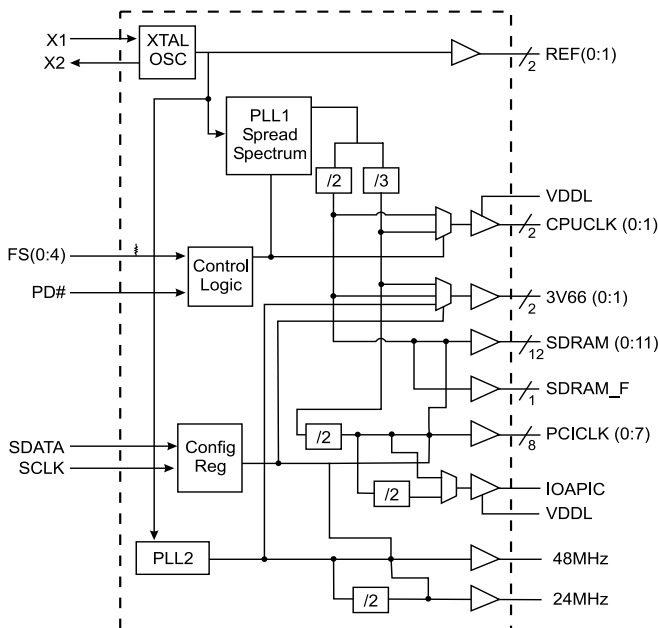 X1
X2
XTAL
OSC
REF(0:1)
2
PLL1
Spread
Spectrum
/2
/3
VDDL
CPUCLK (0:1)
2
FS(0:4)
PD#
Control
Logic
3V66 (0:1)
2
SDRAM (0:11)
12
SDRAM_F
1
/2
PCICLK (0:7)
8
SDATA
SCLK
Config
Reg
/2
IOAPIC
VDDL
PLL2
48MHz
/2
24MHz